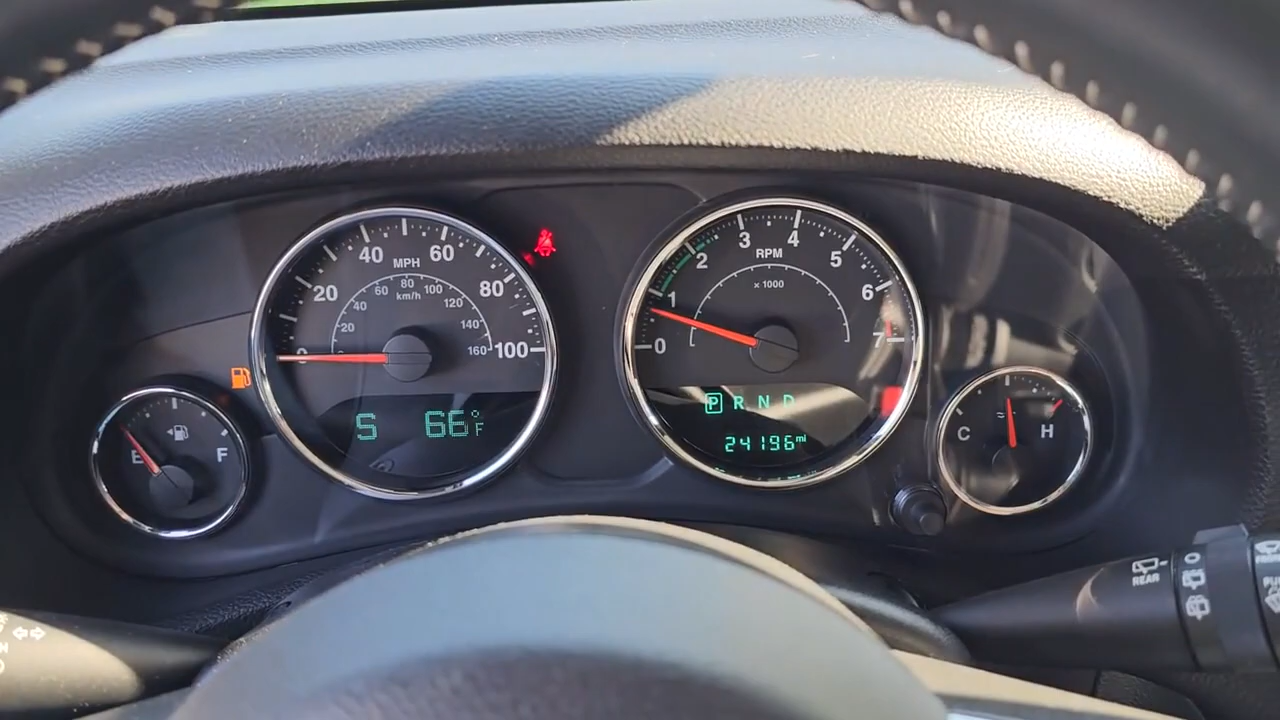 40 MPH 60
20 80
0 100
60 80 100
40 km/h 120
20 140
160
S 66°F
E F
3 RPM 4
2 x 1000 5
1 6
0 7
P R N D
24196 mi
C H
REAR